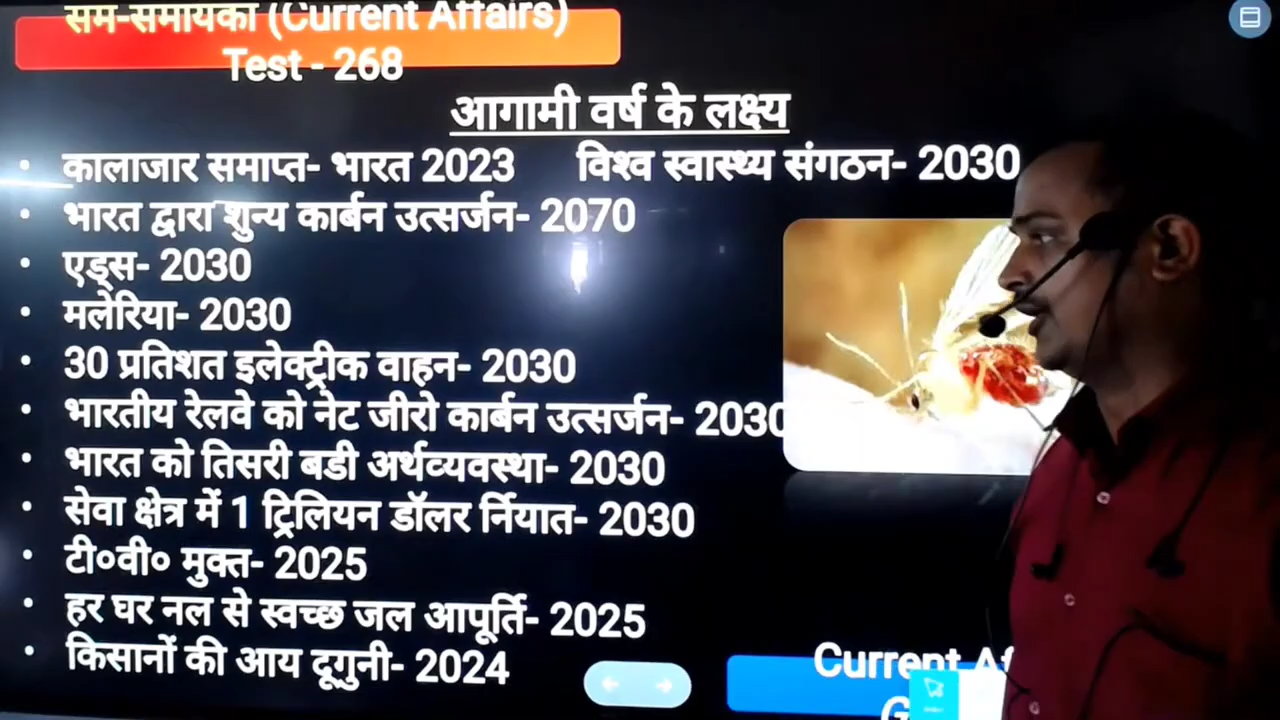 सम-समायिकी (Current Affairs)
Test - 268
आगामी वर्ष के लक्ष्य
• कालाजार समाप्त- भारत 2023 विश्व स्वास्थ्य संगठन- 2030
• भारत द्वारा शुन्य कार्बन उत्सर्जन- 2070
• एड्स- 2030
• मलेरिया- 2030
• 30 प्रतिशत इलेक्ट्रीक वाहन- 2030
• भारतीय रेलवे को नेट जीरो कार्बन उत्सर्जन- 2030
• भारत को तिसरी बडी अर्थव्यवस्था- 2030
• सेवा क्षेत्र में 1 ट्रिलियन डॉलर र्नियात- 2030
• टी०वी० मुक्त- 2025
• हर घर नल से स्वच्छ जल आपूर्ति- 2025
• किसानों की आय दूगुनी- 2024
Current Af
G